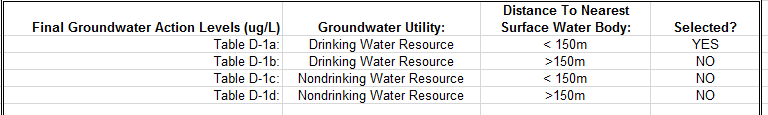 Distance To Nearest
Final Groundwater Action Levels (ug/L) Groundwater Utility: Surface Water Body: Selected?
Table D-1a: Drinking Water Resource < 150m YES
Table D-1b: Drinking Water Resource >150m NO
Table D-1c: Nondrinking Water Resource < 150m NO
Table D-1d: Nondrinking Water Resource >150m NO